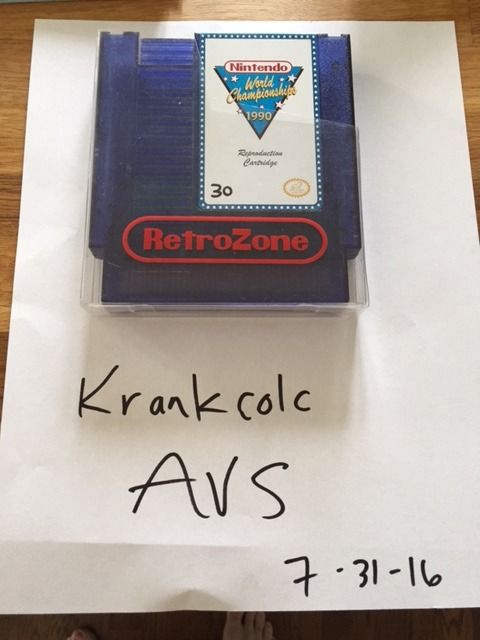 Nintendo
World
Championships
1990
Reproduction
Cartridge
30
RetroZone
Krankcolc
AVS
7-31-16